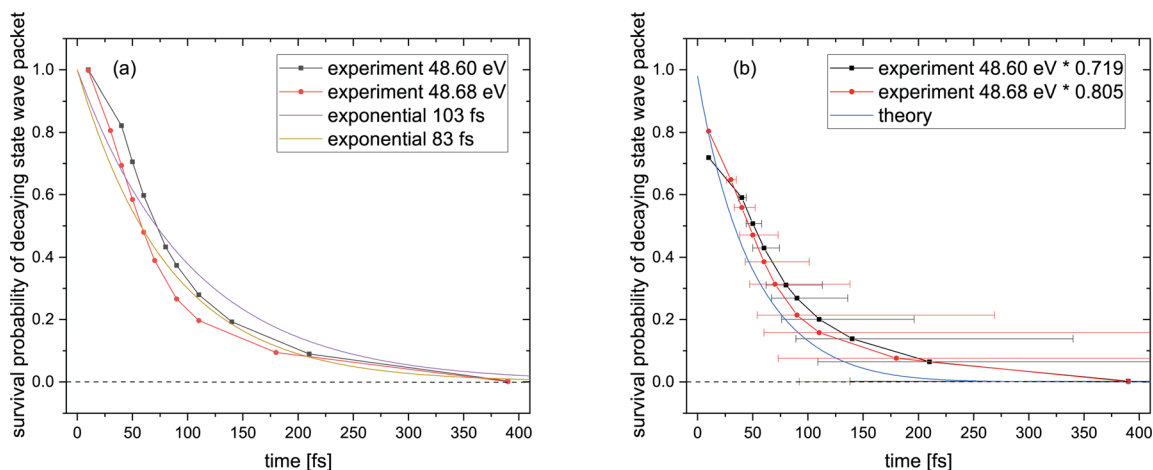 survival probability of decaying state wave packet
(a)
experiment 48.60 eV
experiment 48.68 eV
exponential 103 fs
exponential 83 fs
1.0
0.8
0.6
0.4
0.2
0.0
0 50 100 150 200 250 300 350 400
time [fs]
survival probability of decaying state wave packet
(b)
experiment 48.60 eV * 0.719
experiment 48.68 eV * 0.805
theory
1.0
0.8
0.6
0.4
0.2
0.0
0 50 100 150 200 250 300 350 400
time [fs]